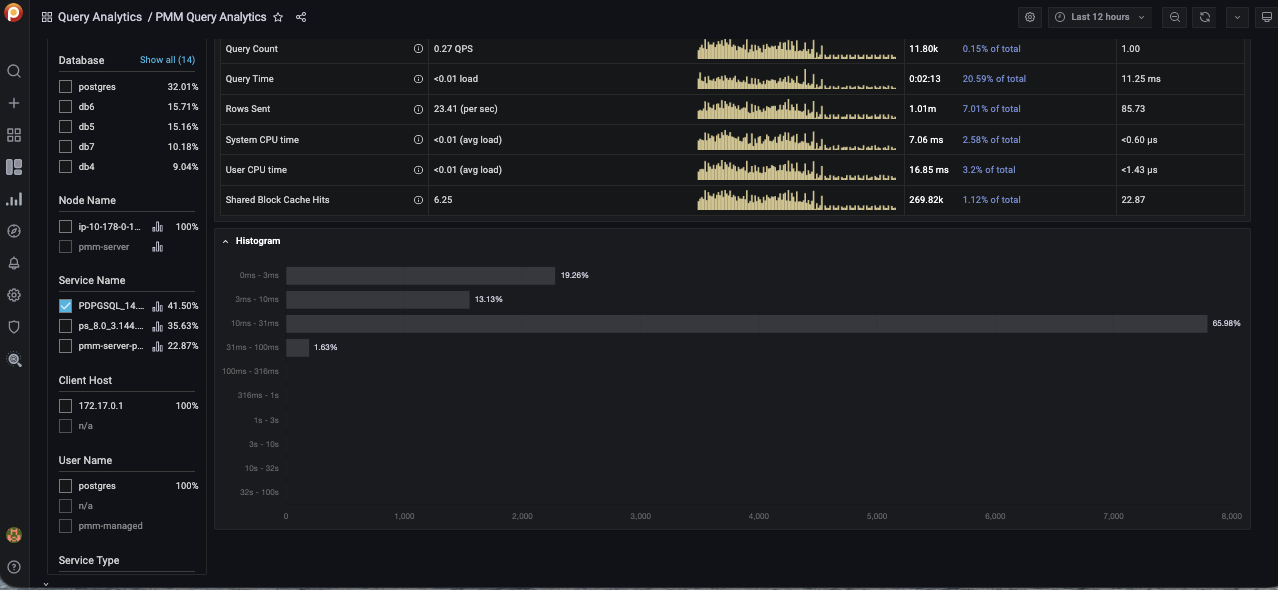 Query Analytics / PMM Query Analytics
Last 12 hours
Database Show all (14)
postgres 32.01%
db6 15.71%
db5 15.16%
db7 10.18%
db4 9.04%
Node Name
ip-10-178-0-1... 100%
pmm-server
Service Name
PDPGSQL_14.... 41.50%
ps_8.0_3.144.... 35.63%
pmm-server-p... 22.87%
Client Host
172.17.0.1 100%
n/a
User Name
postgres 100%
n/a
pmm-managed
Service Type
Query Count 0.27 QPS 11.80k 0.15% of total 1.00
Query Time <0.01 load 0:02:13 20.59% of total 11.25 ms
Rows Sent 23.41 (per sec) 1.01m 7.01% of total 85.73
System CPU time <0.01 (avg load) 7.06 ms 2.58% of total <0.60 µs
User CPU time <0.01 (avg load) 16.85 ms 3.2% of total <1.43 µs
Shared Block Cache Hits 6.25 269.82k 1.12% of total 22.87
Histogram
0ms - 3ms 19.26%
3ms - 10ms 13.13%
10ms - 31ms 65.98%
31ms - 100ms 1.63%
100ms - 316ms
316ms - 1s
1s - 3s
3s - 10s
10s - 32s
32s - 100s
0 1,000 2,000 3,000 4,000 5,000 6,000 7,000 8,000